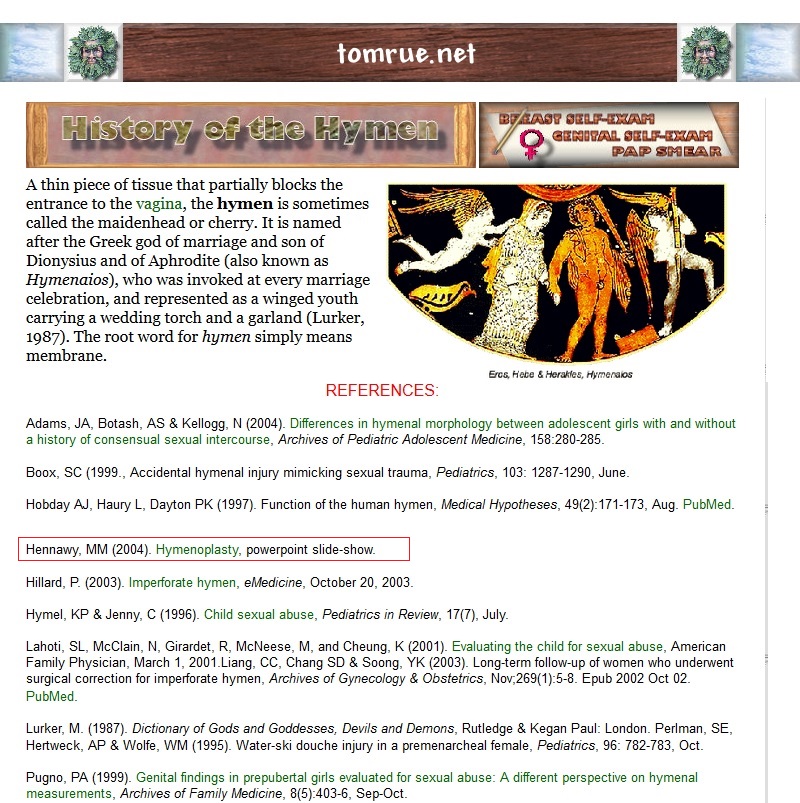 tomrue.net
History of the Hymen
BREAST SELF-EXAM
GENITAL SELF-EXAM
PAP SMEAR
A thin piece of tissue that partially blocks the
entrance to the vagina, the hymen is sometimes
called the maidenhead or cherry. It is named
after the Greek god of marriage and son of
Dionysius and of Aphrodite (also known as
Hymenaios), who was invoked at every marriage
celebration, and represented as a winged youth
carrying a wedding torch and a garland (Lurker,
1987). The root word for hymen simply means
membrane.
Eros, Hebe & Herakles, Hymenaios
REFERENCES:
Adams, JA, Botash, AS & Kellogg, N (2004). Differences in hymenal morphology between adolescent girls with and without
a history of consensual sexual intercourse, Archives of Pediatric Adolescent Medicine, 158:280-285.
Boox, SC (1999., Accidental hymenal injury mimicking sexual trauma, Pediatrics, 103: 1287-1290, June.
Hobday AJ, Haury L, Dayton PK (1997). Function of the human hymen, Medical Hypotheses, 49(2):171-173, Aug. PubMed.
Hennawy, MM (2004). Hymenoplasty, powerpoint slide-show.
Hillard, P. (2003). Imperforate hymen, eMedicine, October 20, 2003.
Hymel, KP & Jenny, C (1996). Child sexual abuse, Pediatrics in Review, 17(7), July.
Lahoti, SL, McClain, N, Girardet, R, McNeese, M, and Cheung, K (2001). Evaluating the child for sexual abuse, American
Family Physician, March 1, 2001.Liang, CC, Chang SD & Soong, YK (2003). Long-term follow-up of women who underwent
surgical correction for imperforate hymen, Archives of Gynecology & Obstetrics, Nov;269(1):5-8. Epub 2002 Oct 02.
PubMed.
Lurker, M. (1987). Dictionary of Gods and Goddesses, Devils and Demons, Rutledge & Kegan Paul: London. Perlman, SE,
Hertweck, AP & Wolfe, WM (1995). Water-ski douche injury in a premenarcheal female, Pediatrics, 96: 782-783, Oct.
Pugno, PA (1999). Genital findings in prepubertal girls evaluated for sexual abuse: A different perspective on hymenal
measurements, Archives of Family Medicine, 8(5):403-6, Sep-Oct.